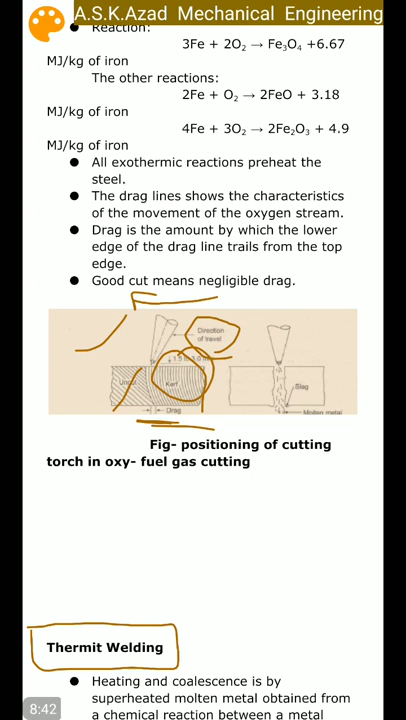 A.S.K.Azad Mechanical Engineering
● Reaction:
3Fe + 2O₂ → Fe₃O₄ +6.67
MJ/kg of iron
The other reactions:
2Fe + O₂ → 2FeO + 3.18
MJ/kg of iron
4Fe + 3O₂ → 2Fe₂O₃ + 4.9
MJ/kg of iron
● All exothermic reactions preheat the
steel.
● The drag lines shows the characteristics
of the movement of the oxygen stream.
● Drag is the amount by which the lower
edge of the drag line trails from the top
edge.
● Good cut means negligible drag.
Direction
of travel
Kerf
Slag
Drag
Molten metal
Fig- positioning of cutting
torch in oxy- fuel gas cutting
Thermit Welding
● Heating and coalescence is by
superheated molten metal obtained from
a chemical reaction between a metal
8:42